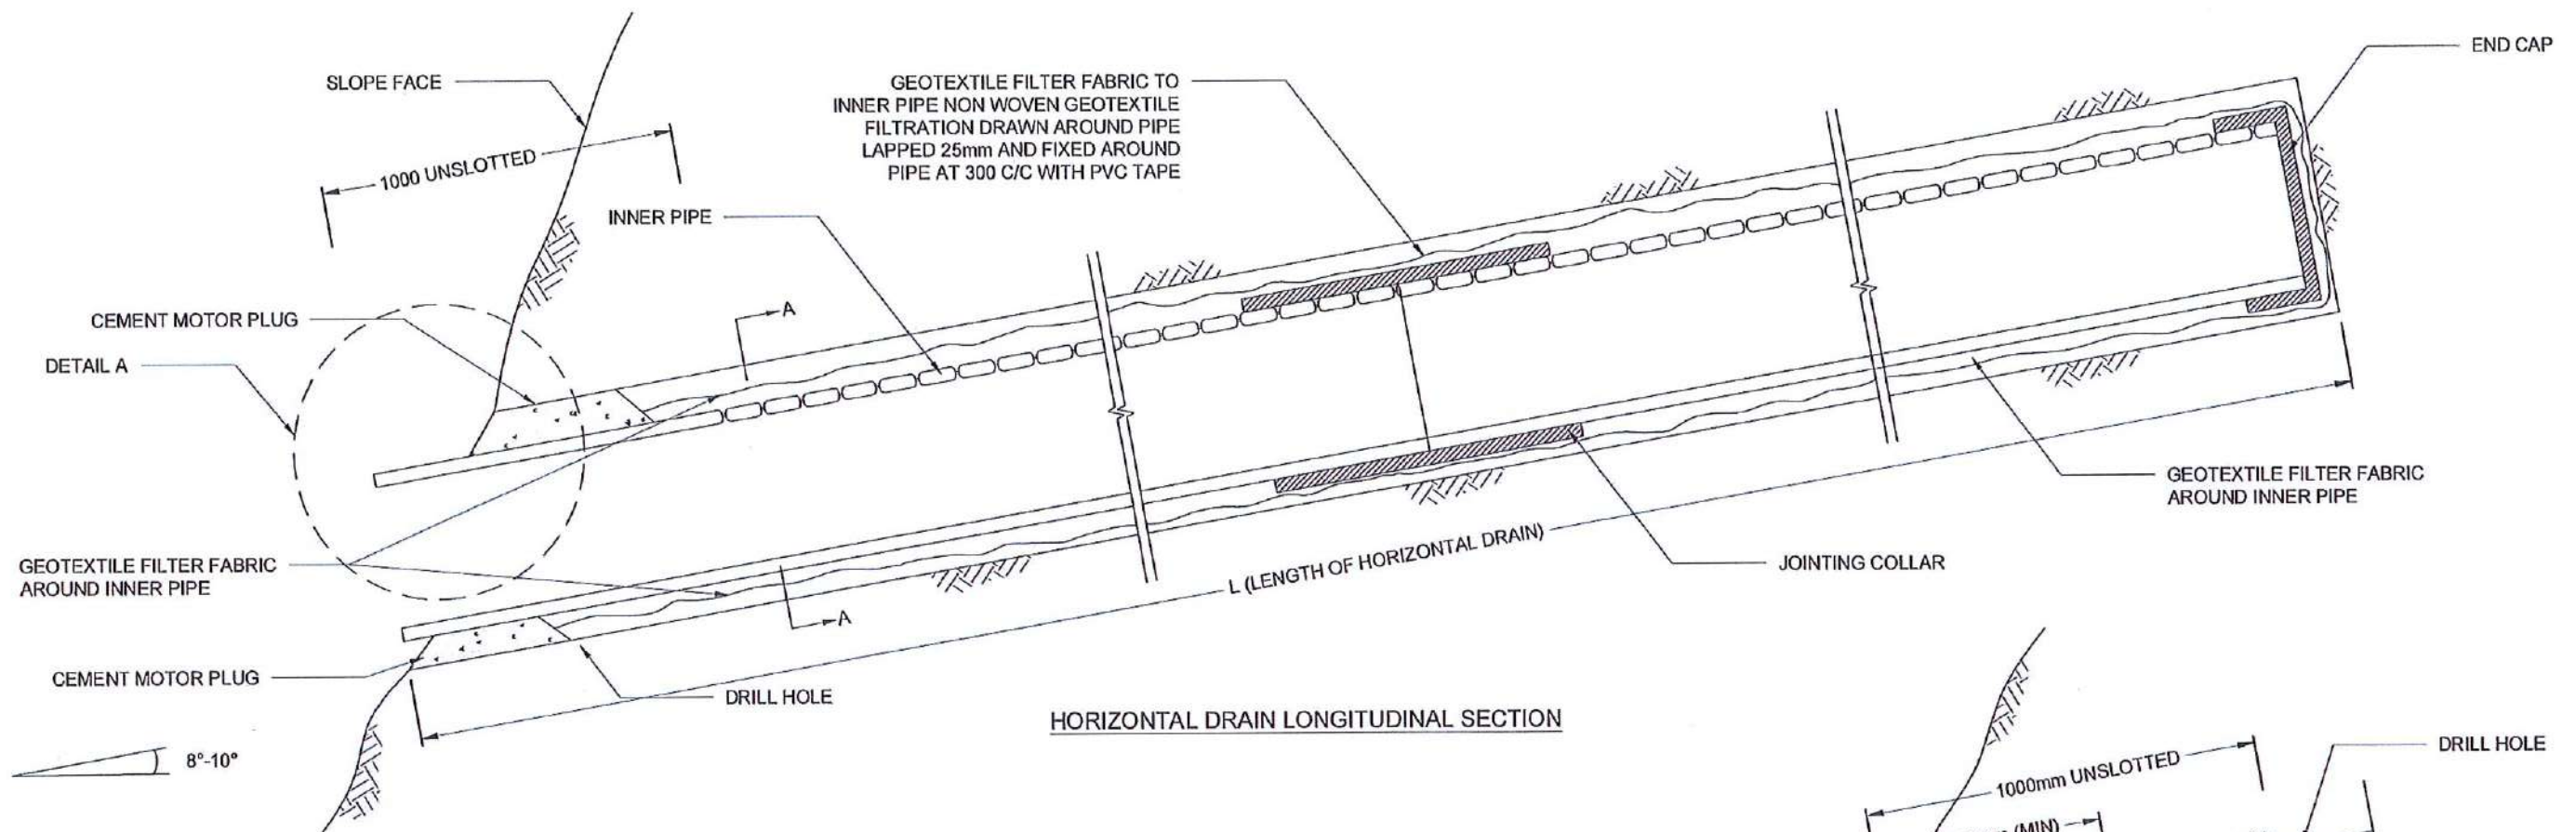 SLOPE FACE
1000 UNSLOTTED
GEOTEXTILE FILTER FABRIC TO
INNER PIPE NON WOVEN GEOTEXTILE
FILTRATION DRAWN AROUND PIPE
LAPPED 25mm AND FIXED AROUND
PIPE AT 300 C/C WITH PVC TAPE
END CAP
INNER PIPE
CEMENT MOTOR PLUG
DETAIL A
A
GEOTEXTILE FILTER FABRIC
AROUND INNER PIPE
GEOTEXTILE FILTER FABRIC
AROUND INNER PIPE
JOINTING COLLAR
L (LENGTH OF HORIZONTAL DRAIN)
A
CEMENT MOTOR PLUG
DRILL HOLE
HORIZONTAL DRAIN LONGITUDINAL SECTION
8°-10°
DRILL HOLE
1000mm UNSLOTTED
(MIN)